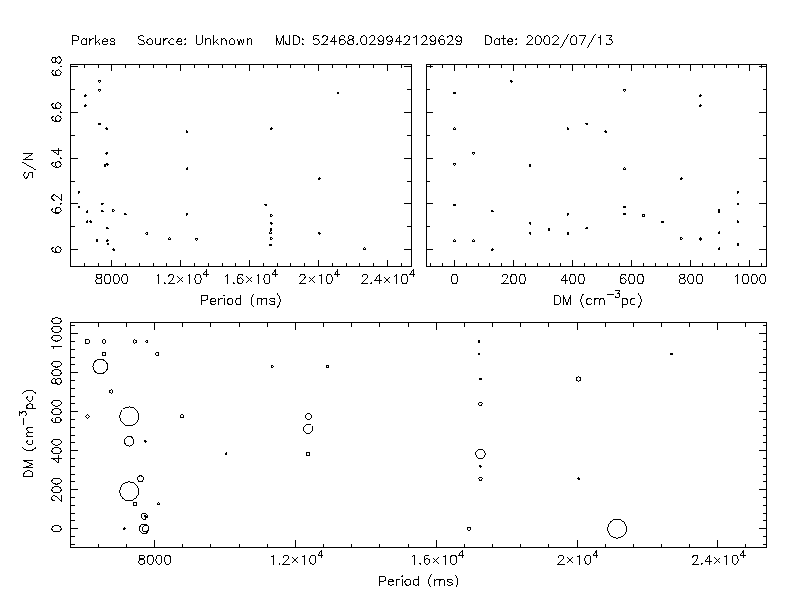 Parkes Source: Unknown MJD: 52468.029942129629 Date: 2002/07/13
6.8
6.6
6.4
6.2
6
S/N
8000 1.2×10⁴ 1.6×10⁴ 2×10⁴ 2.4×10⁴
Period (ms)
0 200 400 600 800 1000
DM (cm⁻³pc)
1000
800
600
400
200
0
DM (cm⁻³pc)
8000 1.2×10⁴ 1.6×10⁴ 2×10⁴ 2.4×10⁴
Period (ms)